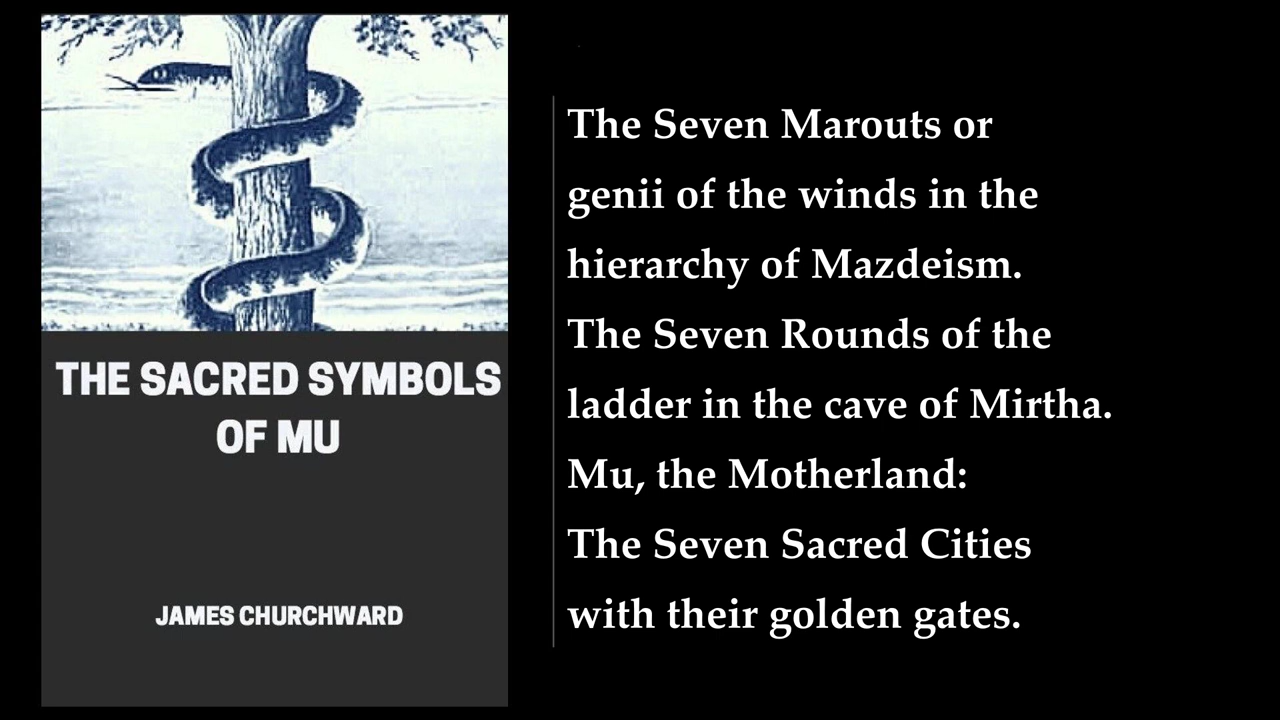 THE SACRED SYMBOLS
OF MU
JAMES CHURCHWARD
The Seven Marouts or
genii of the winds in the
hierarchy of Mazdeism.
The Seven Rounds of the
ladder in the cave of Mirtha.
Mu, the Motherland:
The Seven Sacred Cities
with their golden gates.